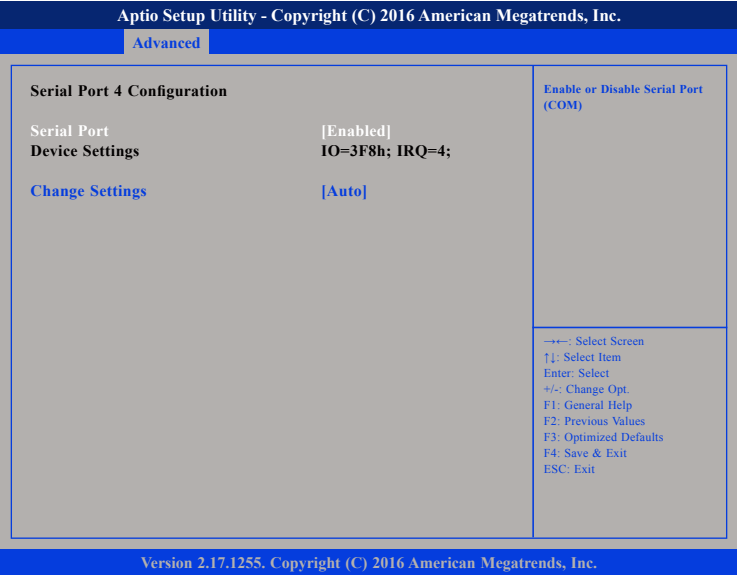 Aptio Setup Utility - Copyright (C) 2016 American Megatrends, Inc.
Advanced
Serial Port 4 Configuration
Serial Port [Enabled]
Device Settings IO=3F8h; IRQ=4;
Change Settings [Auto]
Enable or Disable Serial Port
(COM)
→←: Select Screen
↑↓: Select Item
Enter: Select
+/-: Change Opt.
F1: General Help
F2: Previous Values
F3: Optimized Defaults
F4: Save & Exit
ESC: Exit
Version 2.17.1255. Copyright (C) 2016 American Megatrends, Inc.